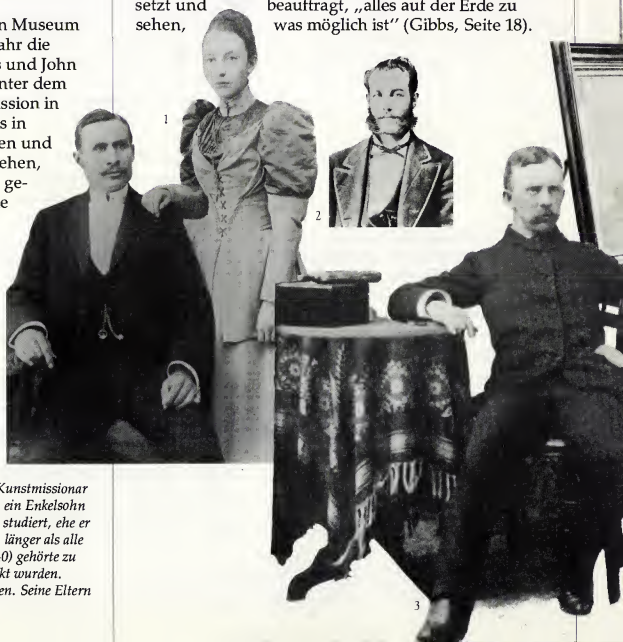 n Museum
ahr die
s und John
nter dem
ission in
s in
en und
ehen,
ge-
e
setzt und
sehen,
beauftragt, „alles auf der Erde zu
was möglich ist” (Gibbs, Seite 18).
1
2
3
Kunstmissionar
ein Enkelsohn
studiert, ehe er
länger als alle
0) gehörte zu
kt wurden.
en. Seine Eltern